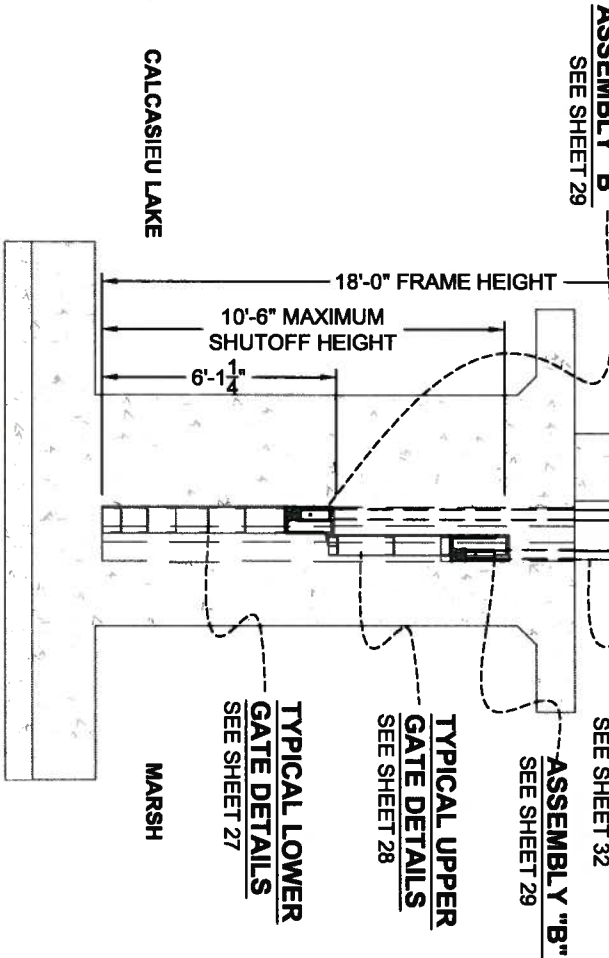 ASSEMBLY "B"
SEE SHEET 29
CALCASIEU LAKE
18'-0" FRAME HEIGHT
10'-6" MAXIMUM
SHUTOFF HEIGHT
6'-1 1/4"
SEE SHEET 32
ASSEMBLY "B"
SEE SHEET 29
TYPICAL UPPER
GATE DETAILS
SEE SHEET 28
TYPICAL LOWER
GATE DETAILS
SEE SHEET 27
MARSH